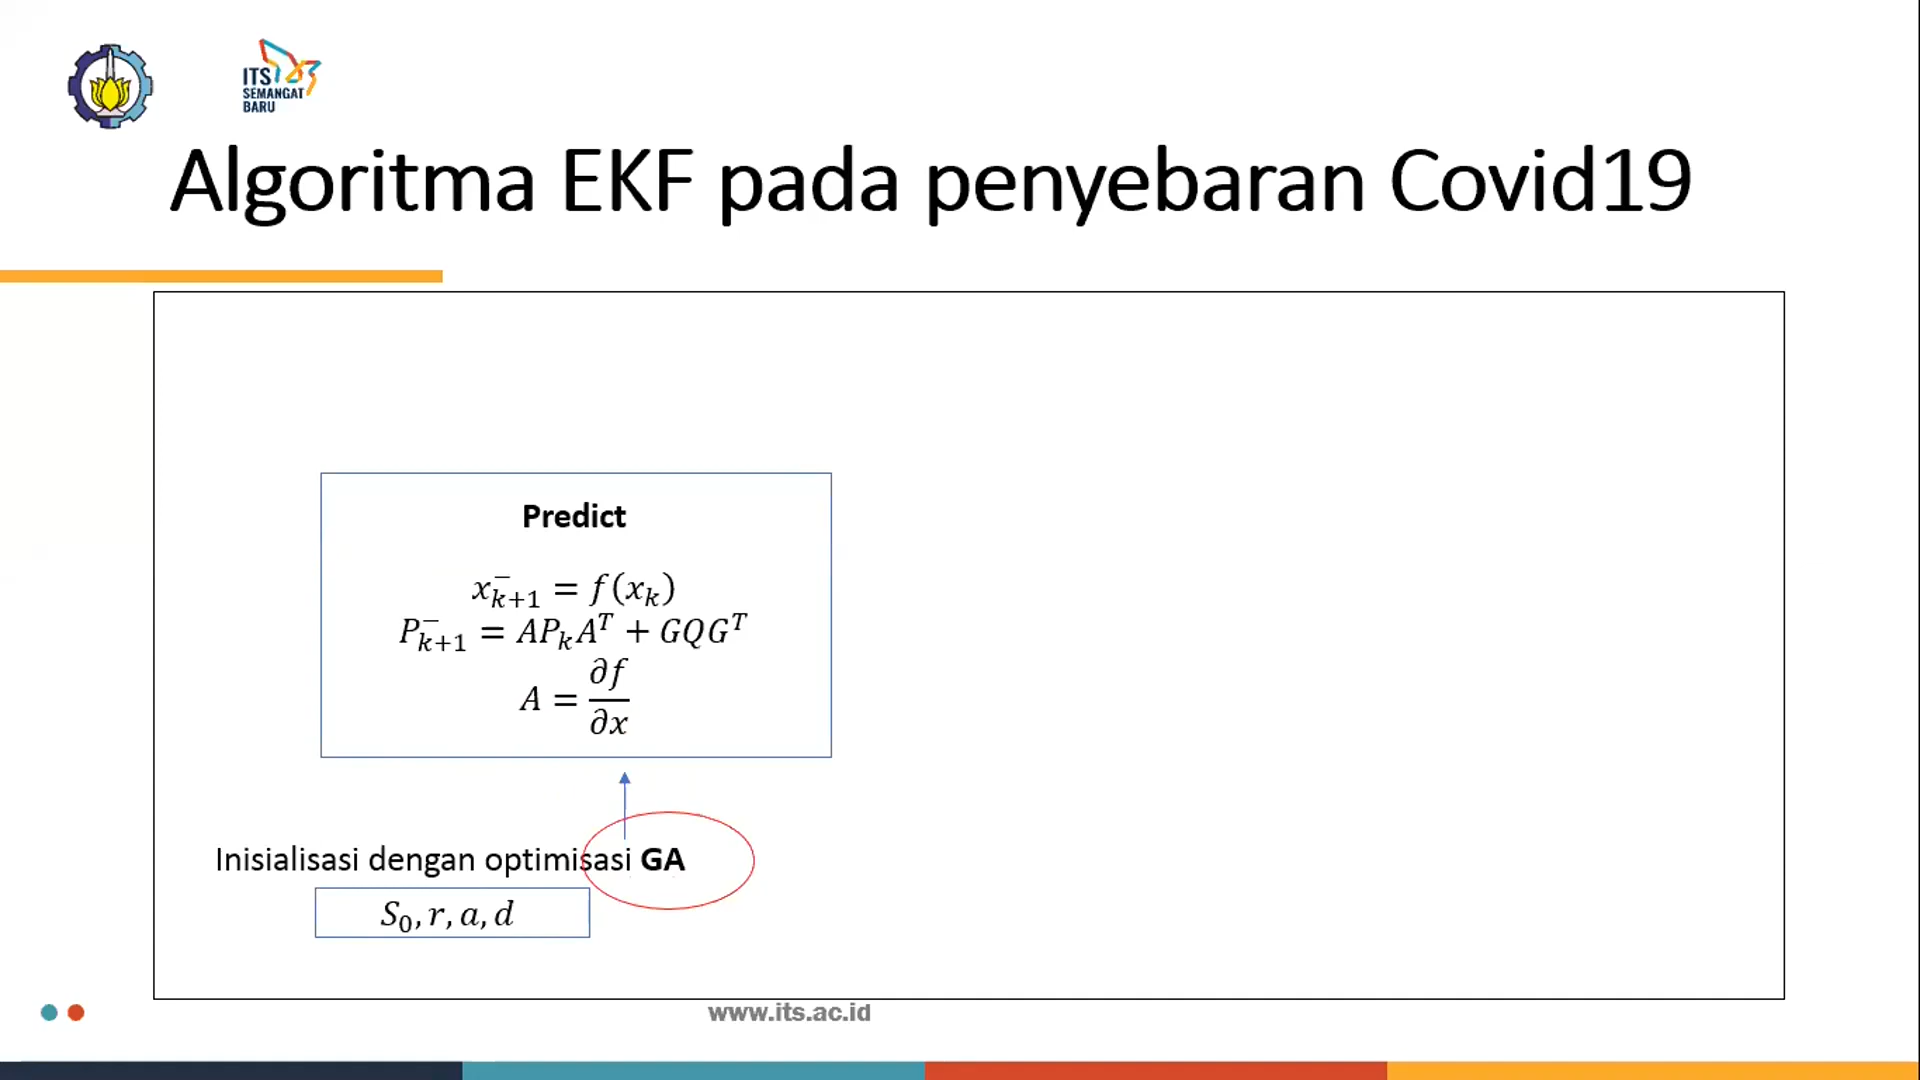 ITS
SEMANGAT
BARU
Algoritma EKF pada penyebaran Covid19
Predict
x⁻ₖ₊₁ = f(xₖ)
P⁻ₖ₊₁ = APₖAᵀ + GQGᵀ
A = ∂f/∂x
Inisialisasi dengan optimisasi GA
S₀, r, a, d
www.its.ac.id